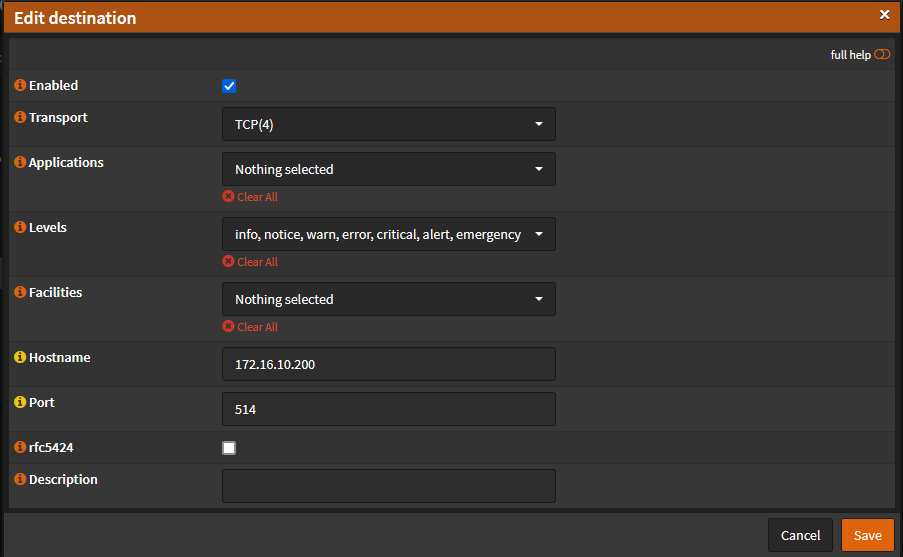 Edit destination
full help
Enabled
Transport
TCP(4)
Applications
Nothing selected
Clear All
Levels
info, notice, warn, error, critical, alert, emergency
Clear All
Facilities
Nothing selected
Clear All
Hostname
172.16.10.200
Port
514
rfc5424
Description
Cancel
Save